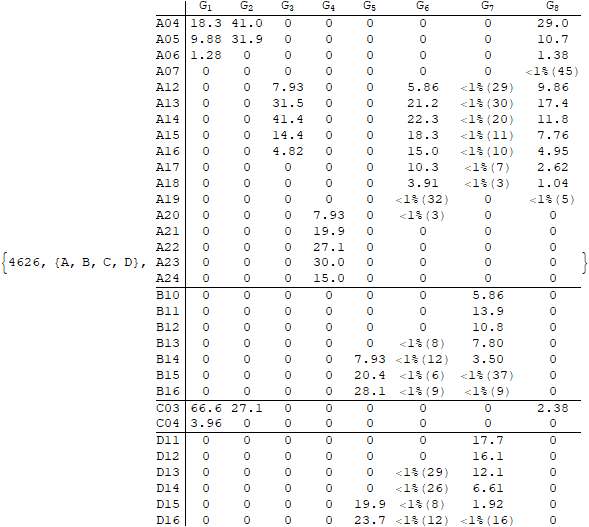 G₁ G₂ G₃ G₄ G₅ G₆ G₇ G₈
A04 18.3 41.0 0 0 0 0 0 29.0
A05 9.88 31.9 0 0 0 0 0 10.7
A06 1.28 0 0 0 0 0 0 1.38
A07 0 0 0 0 0 0 0 <1%(45)
A12 0 0 7.93 0 0 5.86 <1%(29) 9.86
A13 0 0 31.5 0 0 21.2 <1%(30) 17.4
A14 0 0 41.4 0 0 22.3 <1%(20) 11.8
A15 0 0 14.4 0 0 18.3 <1%(11) 7.76
A16 0 0 4.82 0 0 15.0 <1%(10) 4.95
A17 0 0 0 0 0 10.3 <1%(7) 2.62
A18 0 0 0 0 0 3.91 <1%(3) 1.04
A19 0 0 0 0 0 <1%(32) 0 <1%(5)
A20 0 0 0 7.93 0 <1%(3) 0 0
A21 0 0 0 19.9 0 0 0 0
A22 0 0 0 27.1 0 0 0 0
{4626, {A, B, C, D}, A23 0 0 0 30.0 0 0 0 0 }
A24 0 0 0 15.0 0 0 0 0
B10 0 0 0 0 0 0 5.86 0
B11 0 0 0 0 0 0 13.9 0
B12 0 0 0 0 0 0 10.8 0
B13 0 0 0 0 0 <1%(8) 7.80 0
B14 0 0 0 0 7.93 <1%(12) 3.50 0
B15 0 0 0 0 20.4 <1%(6) <1%(37) 0
B16 0 0 0 0 28.1 <1%(9) <1%(9) 0
C03 66.6 27.1 0 0 0 0 0 2.38
C04 3.96 0 0 0 0 0 0 0
D11 0 0 0 0 0 0 17.7 0
D12 0 0 0 0 0 0 16.1 0
D13 0 0 0 0 0 <1%(29) 12.1 0
D14 0 0 0 0 0 <1%(26) 6.61 0
D15 0 0 0 0 19.9 <1%(8) 1.92 0
D16 0 0 0 0 23.7 <1%(12) <1%(16) 0